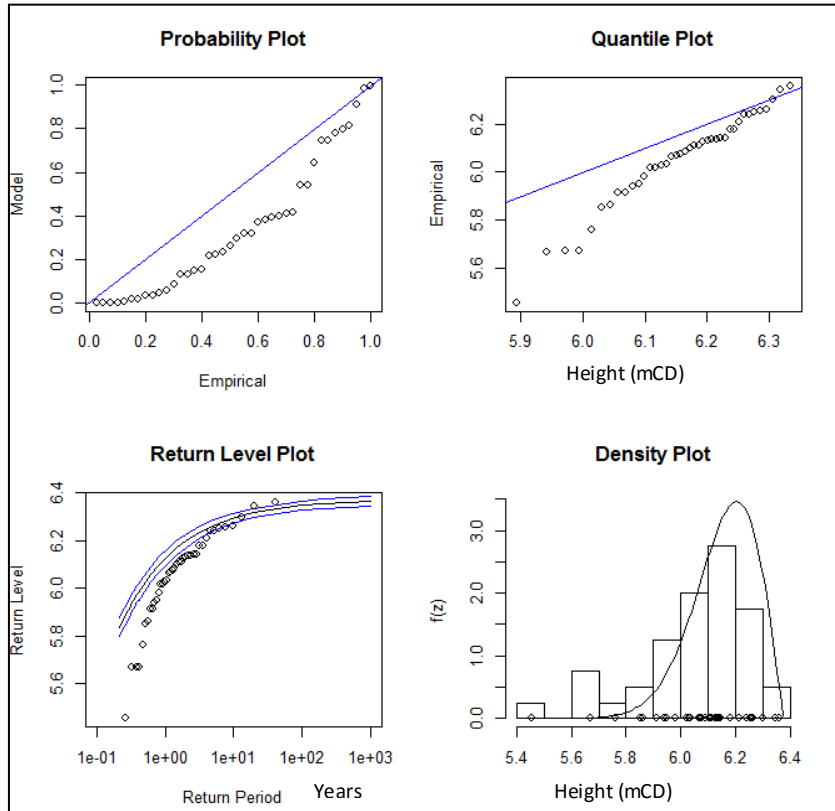 Probability Plot
Model
0.0 0.2 0.4 0.6 0.8 1.0
0.0 0.2 0.4 0.6 0.8 1.0
Empirical
Quantile Plot
Empirical
5.6 5.8 6.0 6.2
5.9 6.0 6.1 6.2 6.3
Height (mCD)
Return Level Plot
Return Level
5.6 5.8 6.0 6.2 6.4
1e-01 1e+00 1e+01 1e+02 1e+03
Return Period Years
Density Plot
f(z)
0.0 1.0 2.0 3.0
5.4 5.6 5.8 6.0 6.2 6.4
Height (mCD)